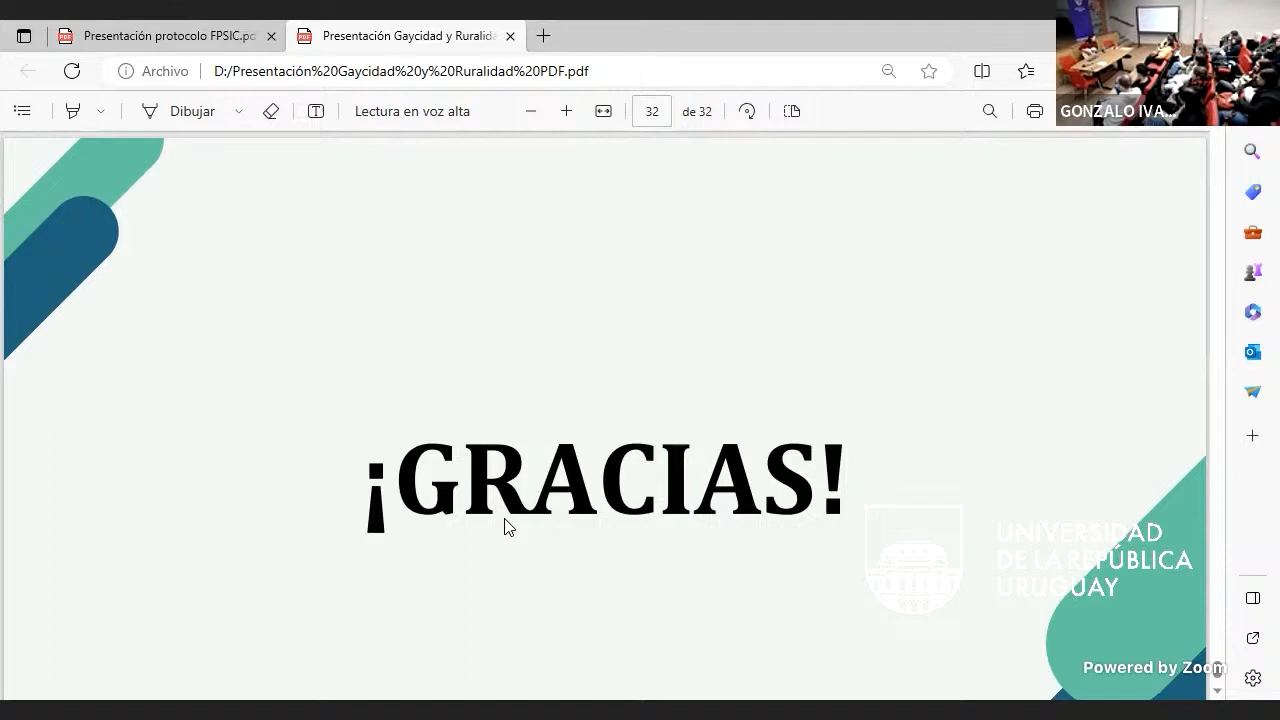 Presentación protocolo FPSIC.pd
Presentación Gaycidad y Ruralida
Archivo
D:/Presentación%20Gaycidad%20y%20Ruralidad%20PDF.pdf
Dibujar
Lectura en voz alta
32
de 32
GONZALO IVA...
¡GRACIAS!
UNIVERSIDAD
DE LA REPÚBLICA
URUGUAY
Powered by Zoom